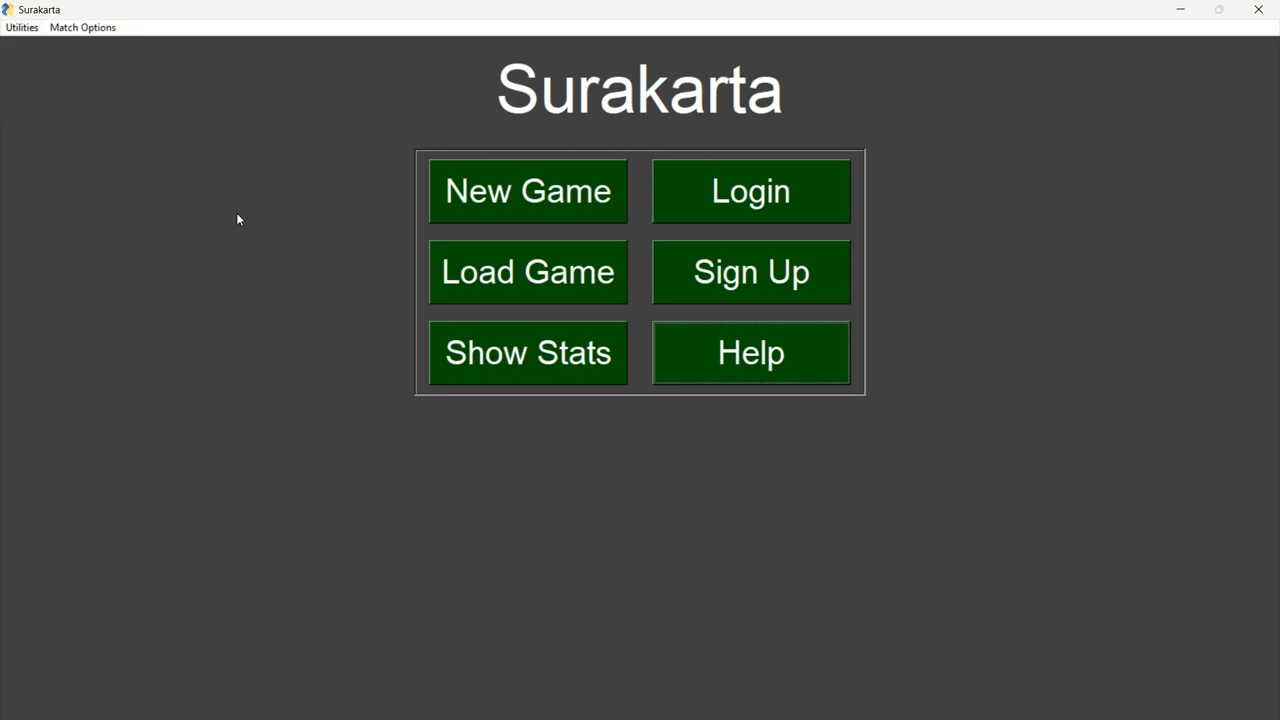 Surakarta
Utilities Match Options
Surakarta
New Game Login
Load Game Sign Up
Show Stats Help